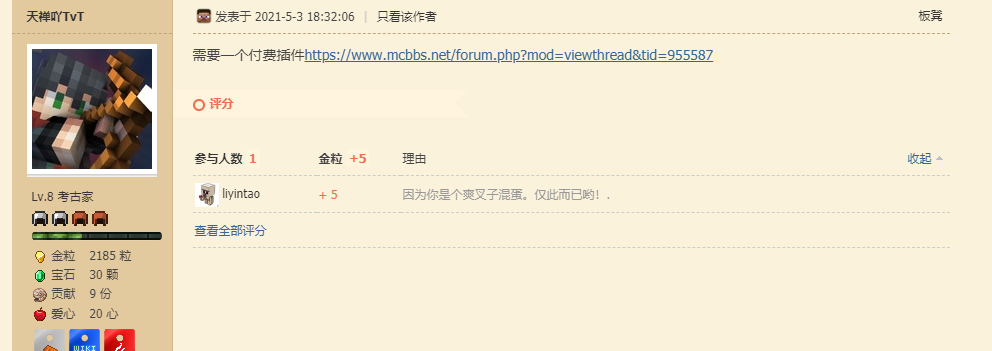 天禅吖TvT
发表于 2021-5-3 18:32:06 | 只看该作者
板凳
需要一个付费插件https://www.mcbbs.net/forum.php?mod=viewthread&tid=955587
评分
参与人数 1 金粒 +5 理由 收起
liyintao + 5 因为你是个爽叉子混蛋。仅此而已哟！.
查看全部评分
Lv.8 考古家
金粒 2185 粒
宝石 30 颗
贡献 9 份
爱心 20 心
WIKI